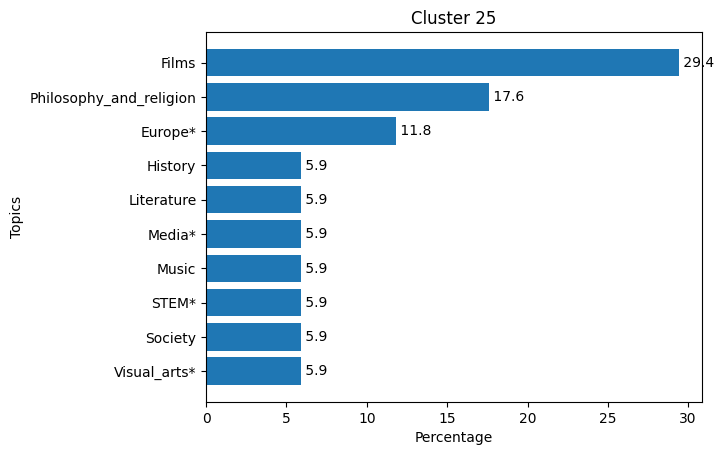 Cluster 25
Films 29.4
Philosophy_and_religion 17.6
Europe* 11.8
History 5.9
Literature 5.9
Media* 5.9
Music 5.9
STEM* 5.9
Society 5.9
Visual_arts* 5.9
Topics
0 5 10 15 20 25 30
Percentage